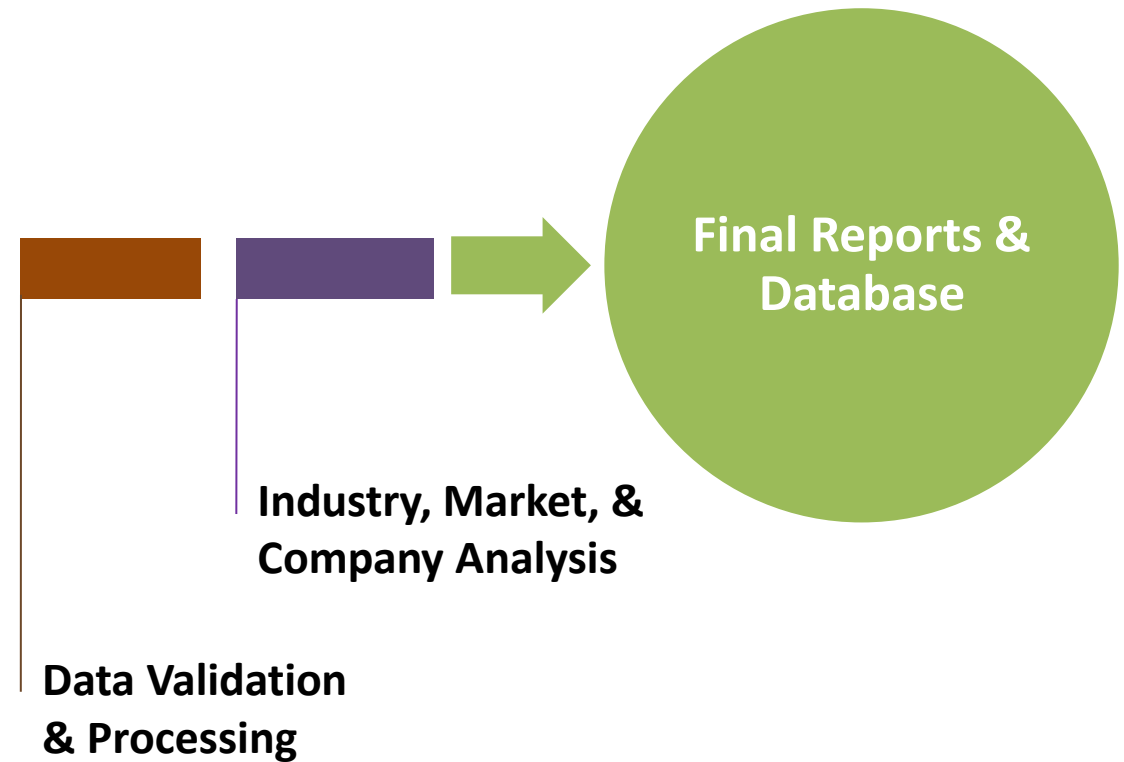 Final Reports &
Database
Industry, Market, &
Company Analysis
Data Validation
& Processing